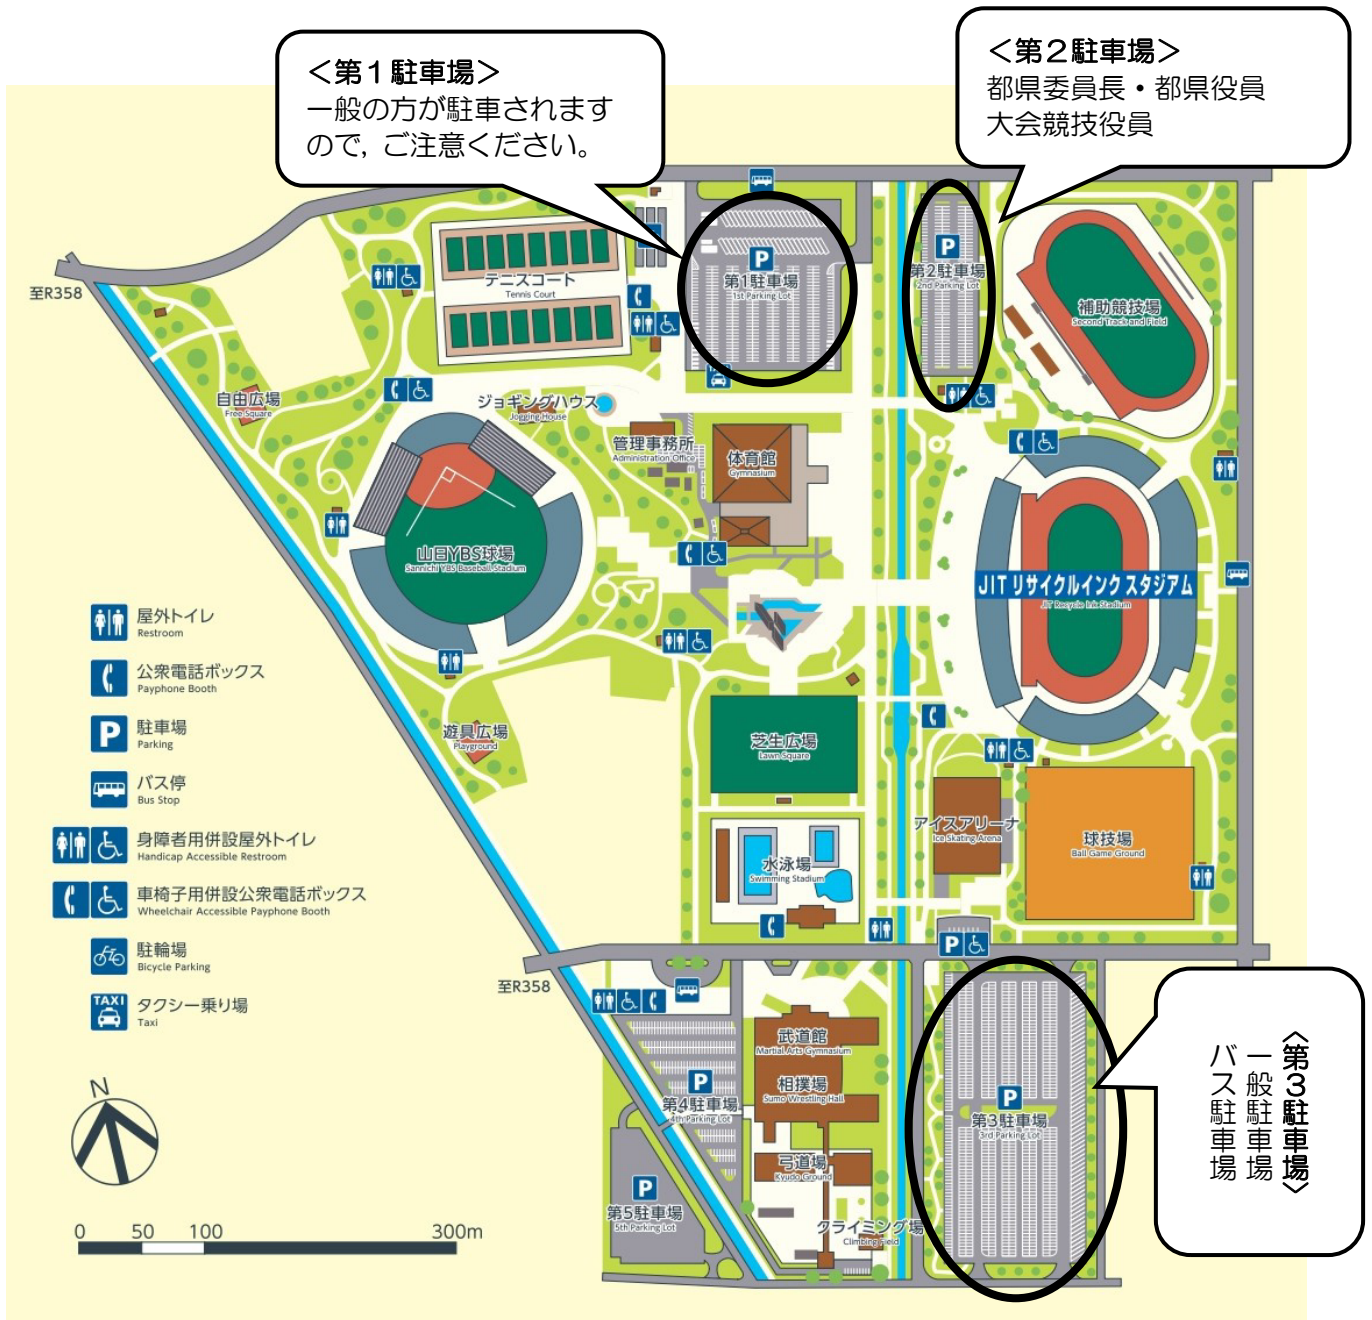 <第1駐車場>
一般の方が駐車されます
ので, ご注意ください。
<第2駐車場>
都県委員長・都県役員
大会競技役員
至R358
テニスコート
Tennis Court
P
第1駐車場
1st Parking Lot
P
第2駐車場
2nd Parking Lot
補助競技場
Second Track and Field
自由広場
Free Square
ジョギングハウス
Jogging House
管理事務所
Administration Office
体育館
Gymnasium
山日YBS球場
Sannichi YBS Baseball Stadium
JIT リサイクルインク スタジアム
JIT Recycle Ink Stadium
屋外トイレ
Restroom
公衆電話ボックス
Payphone Booth
P
駐車場
Parking
バス停
Bus Stop
身障者用併設屋外トイレ
Handicap Accessible Restroom
車椅子用併設公衆電話ボックス
Wheelchair Accessible Payphone Booth
駐輪場
Bicycle Parking
TAXI
タクシー乗り場
Taxi
遊具広場
Playground
芝生広場
Lawn Square
アイスアリーナ
Ice Skating Arena
球技場
Ball Game Ground
水泳場
Swimming Stadium
P
至R358
武道館
Martial Arts Gymnasium
相撲場
Sumo Wrestling Hall
P
第4駐車場
4th Parking Lot
弓道場
Kyudo Ground
P
第5駐車場
5th Parking Lot
クライミング場
Climbing Field
P
第3駐車場
3rd Parking Lot
<第3駐車場>
一般駐車場
バス駐車場
N
0 50 100 300m